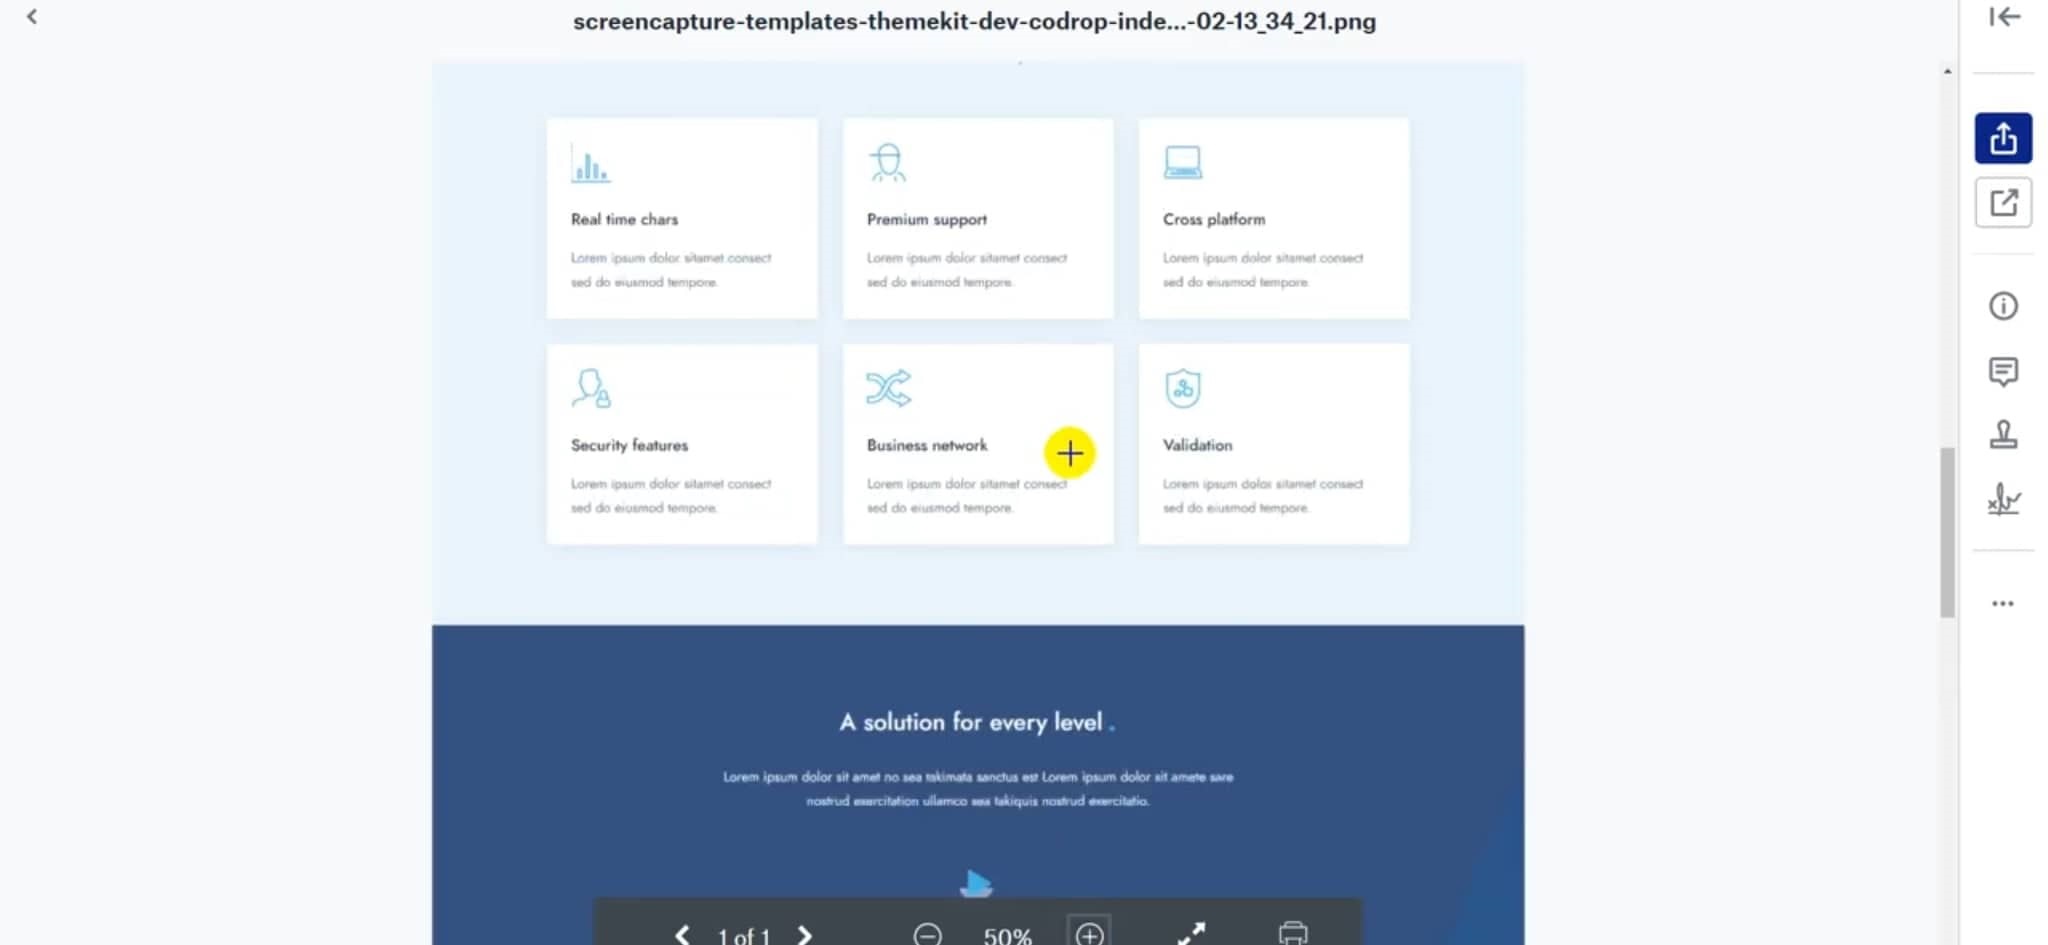 screencapture-templates-themekit-dev-codrop-inde...-02-13_34_21.png
Real time chars
Lorem ipsum dolor sitamet consect
sed do eiusmod tempore.
Premium support
Lorem ipsum dolor sitamet consect
sed do eiusmod tempore.
Cross platform
Lorem ipsum dolor sitamet consect
sed do eiusmod tempore.
Security features
Lorem ipsum dolor sitamet consect
sed do eiusmod tempore.
Business network
Lorem ipsum dolor sitamet consect
sed do eiusmod tempore.
Validation
Lorem ipsum dolor sitamet consect
sed do eiusmod tempore.
A solution for every level .
Lorem ipsum dolor sit amet no sea takimata sanctus est Lorem ipsum dolor sit amete sare
nostrud exercitation ullamco sea takiquis nostrud exercitatio.
1 of 1
50%